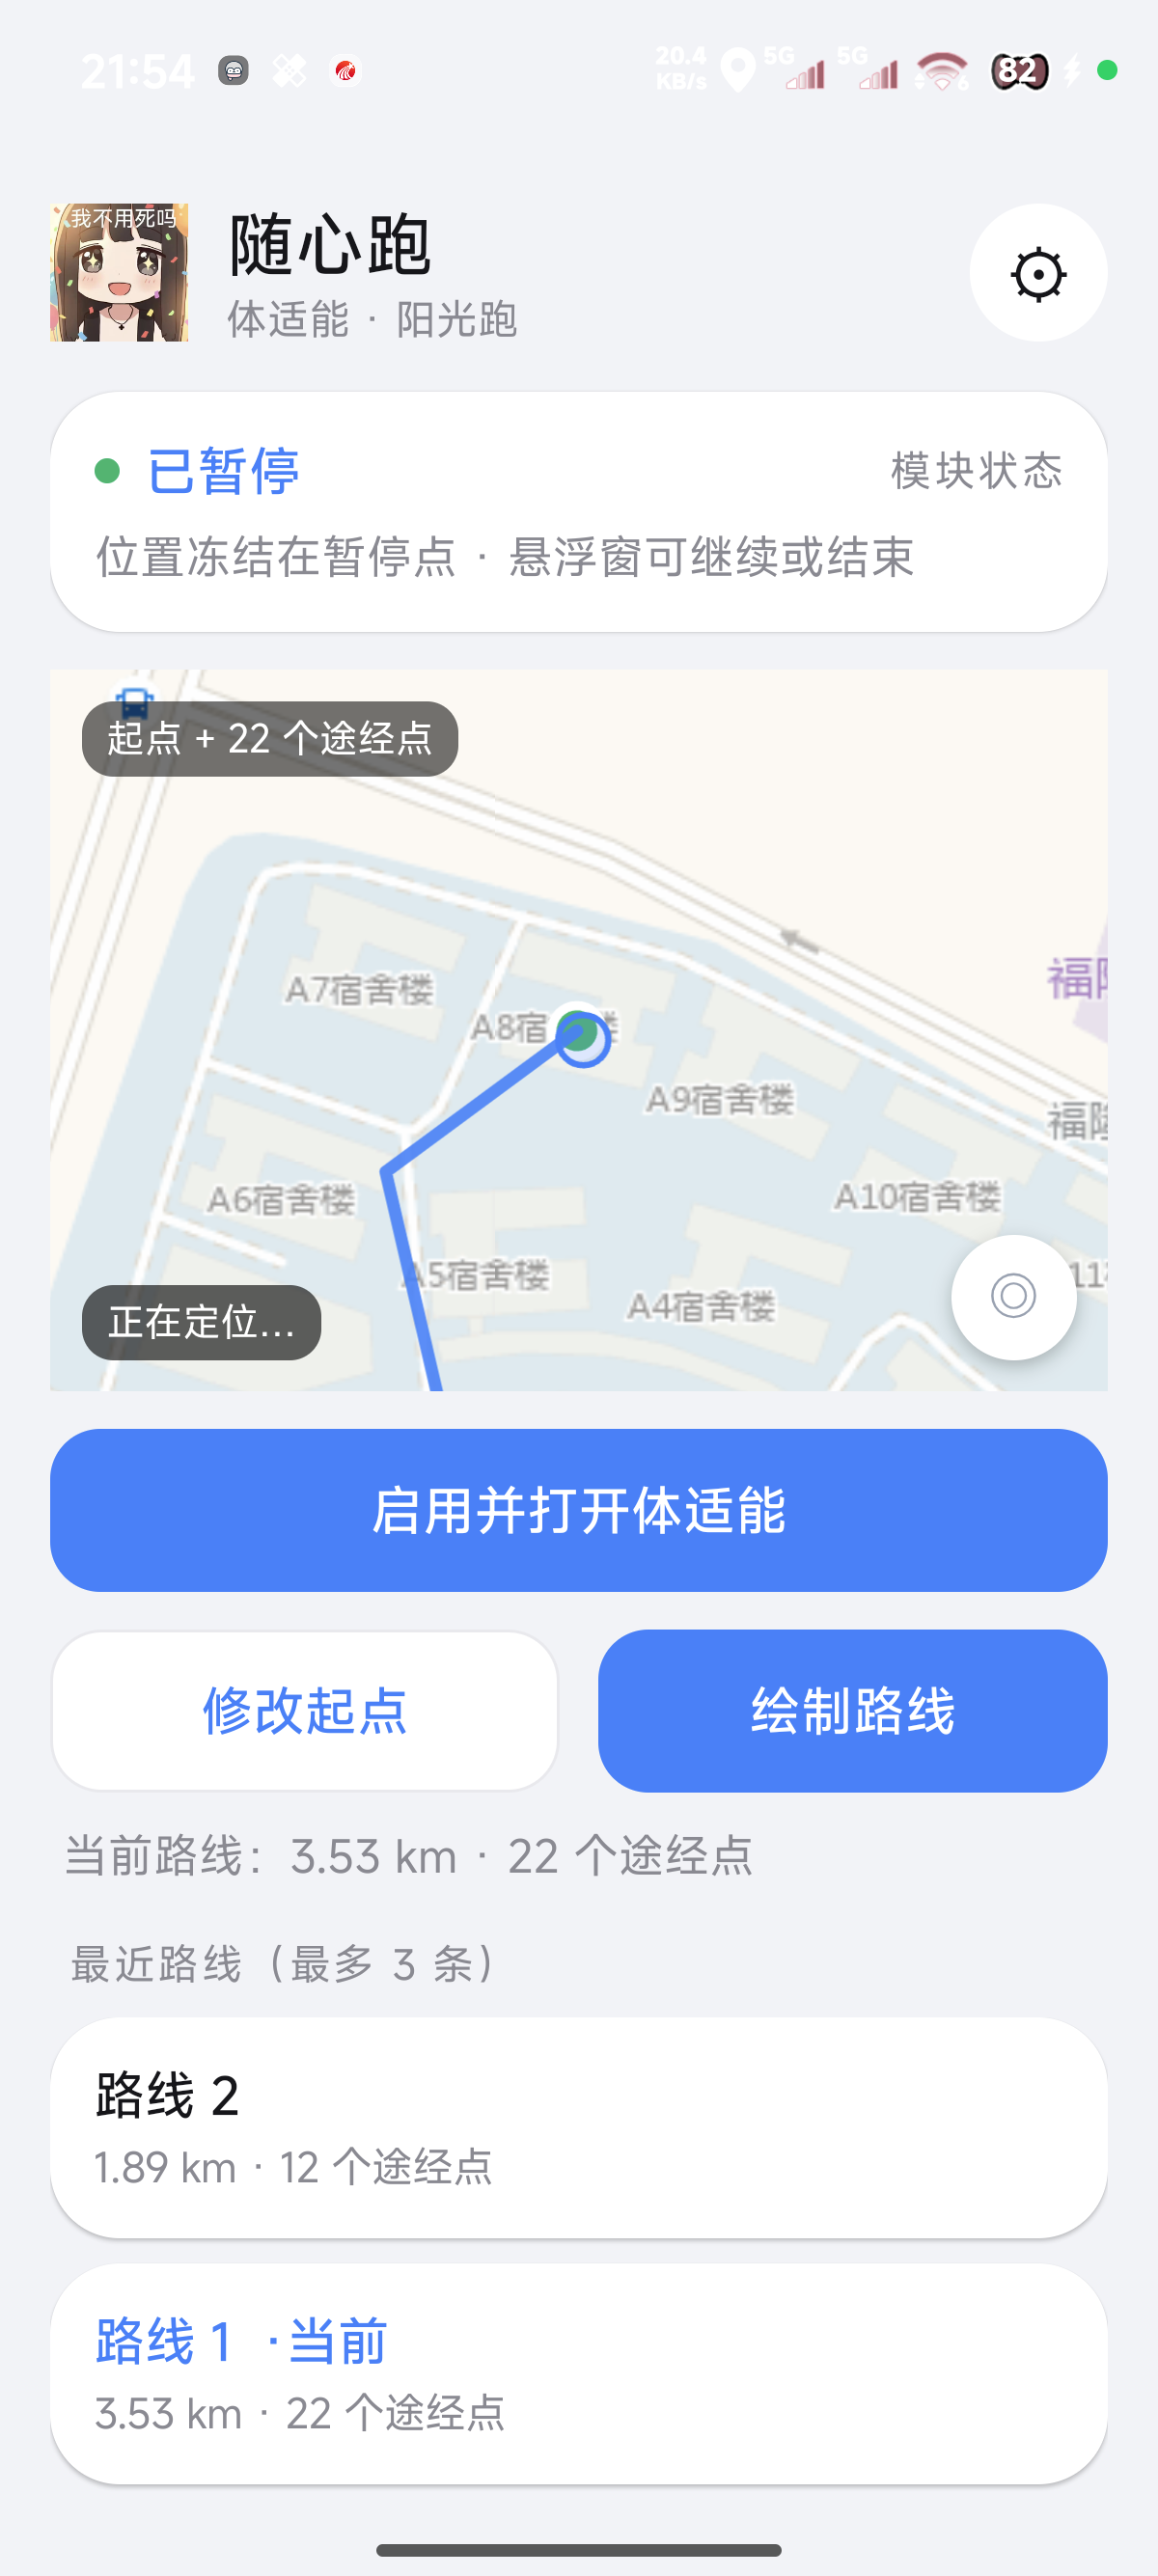 21:54
20.4
KB/s
5G
5G
6
82
我不用死吗
随心跑
体适能 · 阳光跑
已暂停
模块状态
位置冻结在暂停点 · 悬浮窗可继续或结束
起点 + 22 个途经点
福
A7宿舍楼
A8宿 楼
A9宿舍楼
福
A6宿舍楼
A10宿舍楼
A5宿舍楼
11
A4宿舍楼
正在定位...
启用并打开体适能
修改起点
绘制路线
当前路线：3.53 km · 22 个途经点
最近路线（最多 3 条）
路线 2
1.89 km · 12 个途经点
路线 1 ·当前
3.53 km · 22 个途经点